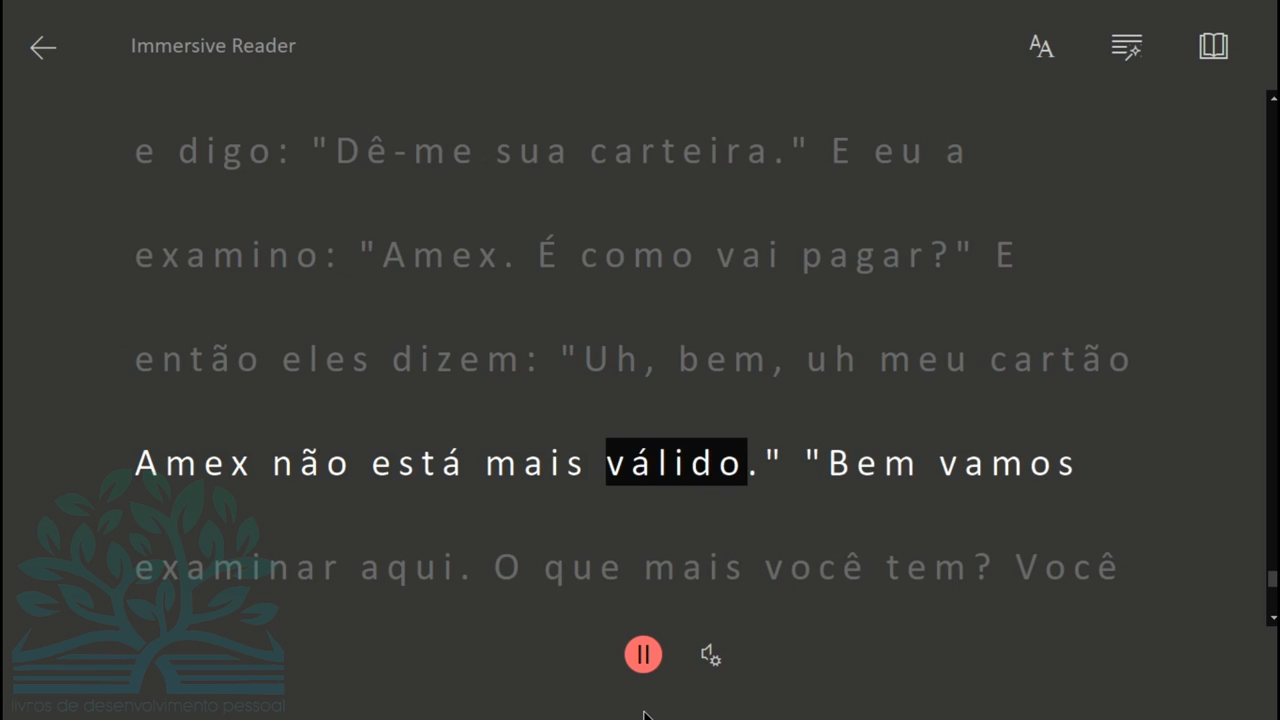 Immersive Reader
e digo: "Dê-me sua carteira." E eu a
examino: "Amex. É como vai pagar?" E
então eles dizem: "Uh, bem, uh meu cartão
Amex não está mais válido." "Bem vamos
examinar aqui. O que mais você tem? Você
livros de desenvolvimento pessoal